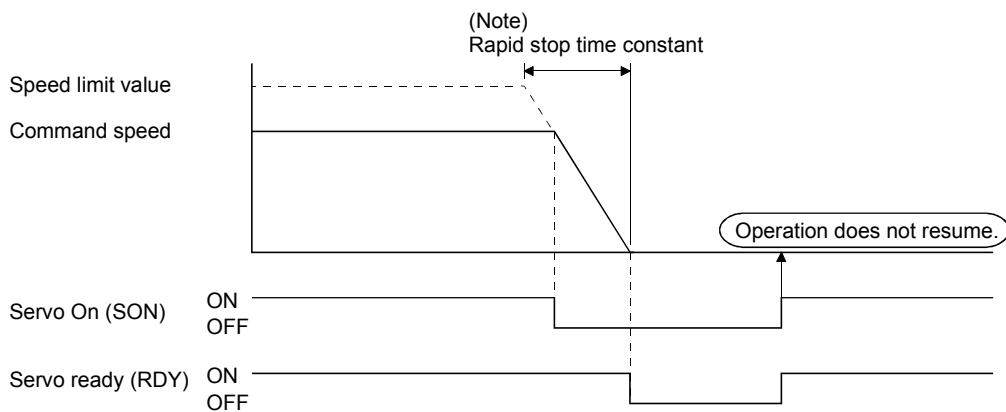 (Note)
Rapid stop time constant
Speed limit value
Command speed
Operation does not resume.
Servo On (SON)
ON
OFF
Servo ready (RDY)
ON
OFF